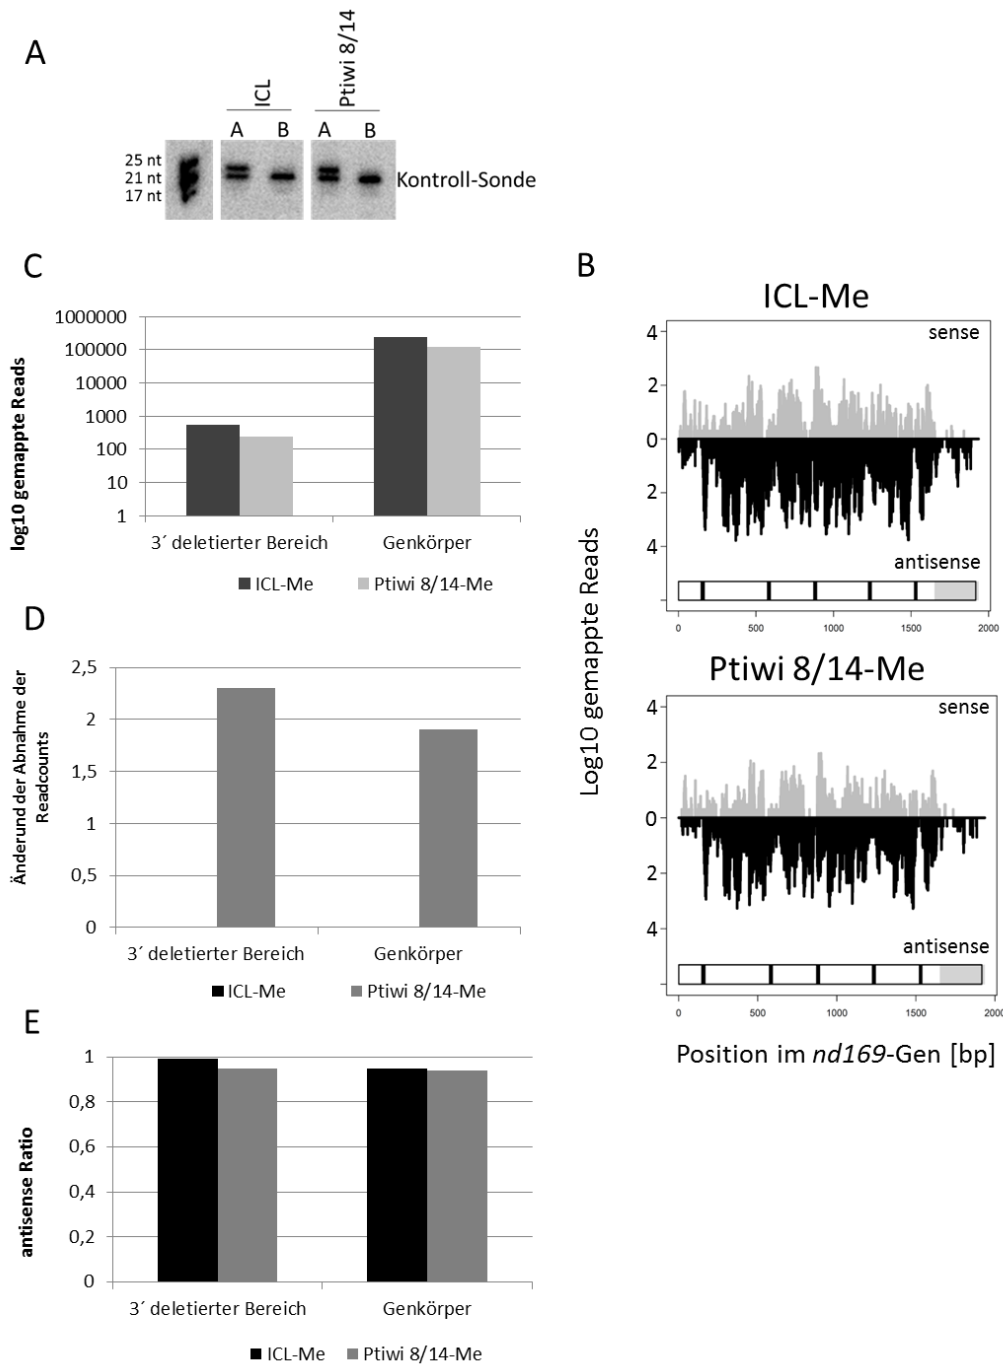 A
ICL
Ptiwi 8/14
A B A B
25 nt
21 nt
17 nt
Kontroll-Sonde
C
log10 gemappte Reads
1000000
100000
10000
1000
100
10
1
3´ deletierter Bereich Genkörper
ICL-Me Ptiwi 8/14-Me
D
Änderund der Abnahme der
Readcounts
2,5
2
1,5
1
0,5
0
3´ deletierter Bereich Genkörper
ICL-Me Ptiwi 8/14-Me
E
antisense Ratio
1
0,8
0,6
0,4
0,2
0
3´ deletierter Bereich Genkörper
ICL-Me Ptiwi 8/14-Me
B
Log10 gemappte Reads
ICL-Me
sense
4
2
0
2
4
antisense
0 500 1000 1500 2000
Ptiwi 8/14-Me
sense
4
2
0
2
4
antisense
0 500 1000 1500 2000
Position im nd169-Gen [bp]